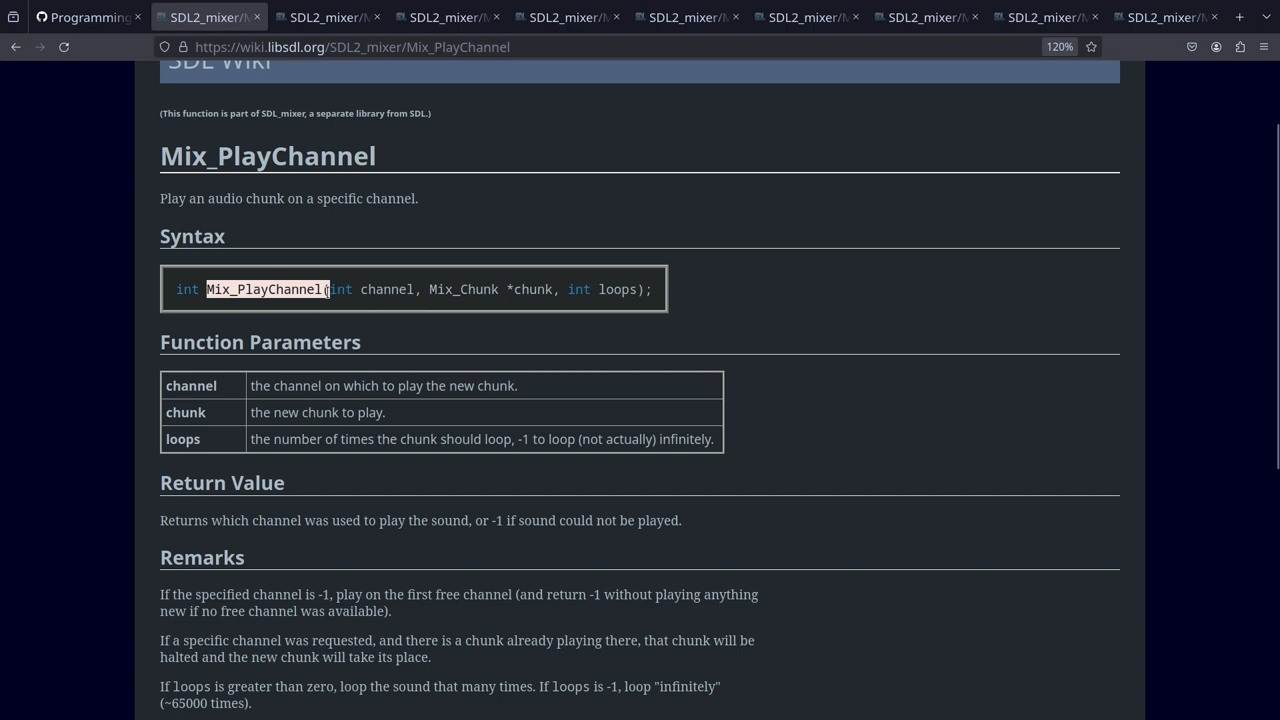 Programming
SDL2_mixer/M
SDL2_mixer/M
SDL2_mixer/M
SDL2_mixer/M
SDL2_mixer/M
SDL2_mixer/M
SDL2_mixer/M
SDL2_mixer/M
SDL2_mixer/M
https://wiki.libsdl.org/SDL2_mixer/Mix_PlayChannel
120%
SDL Wiki
(This function is part of SDL_mixer, a separate library from SDL.)
Mix_PlayChannel
Play an audio chunk on a specific channel.
Syntax
int Mix_PlayChannel(int channel, Mix_Chunk *chunk, int loops);
Function Parameters
channel the channel on which to play the new chunk.
chunk the new chunk to play.
loops the number of times the chunk should loop, -1 to loop (not actually) infinitely.
Return Value
Returns which channel was used to play the sound, or -1 if sound could not be played.
Remarks
If the specified channel is -1, play on the first free channel (and return -1 without playing anything
new if no free channel was available).
If a specific channel was requested, and there is a chunk already playing there, that chunk will be
halted and the new chunk will take its place.
If loops is greater than zero, loop the sound that many times. If loops is -1, loop "infinitely"
(~65000 times).